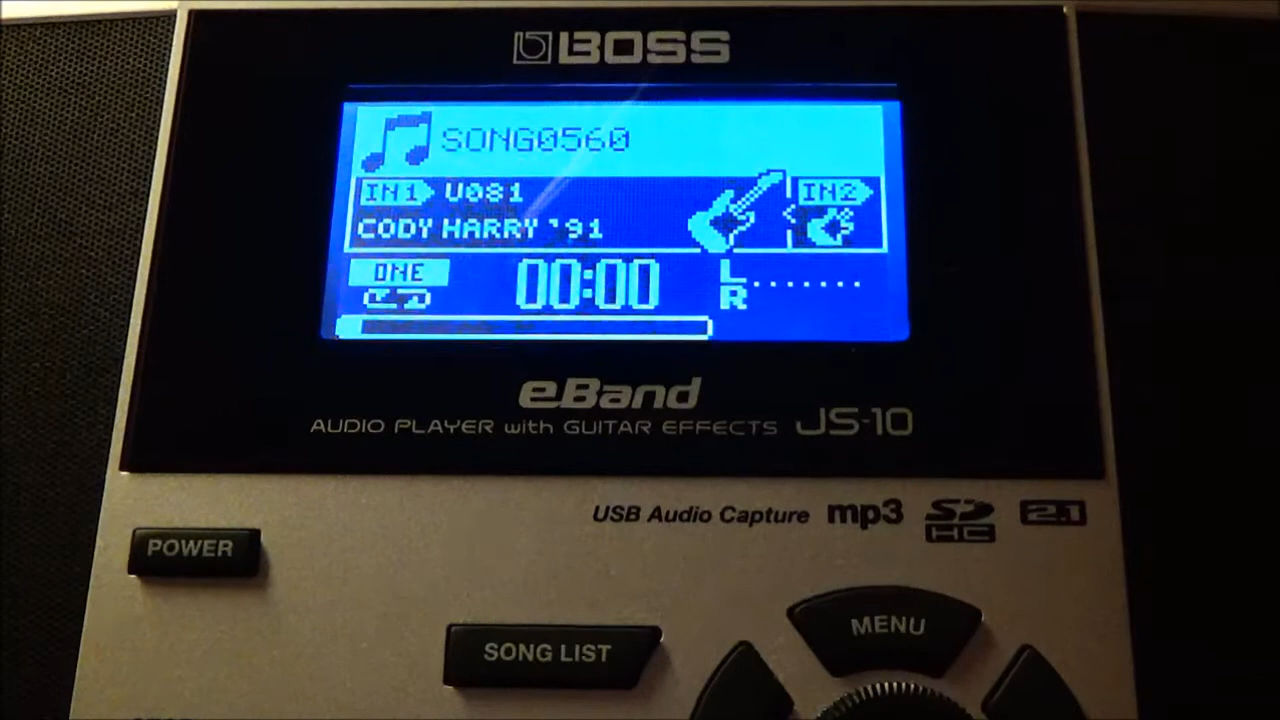 BOSS
SONG0560
IN1 U081
IN2
CODY HARRY '91
ONE
00:00
L
R
eBand
AUDIO PLAYER with GUITAR EFFECTS JS-10
USB Audio Capture mp3 SD HC 2.1
POWER
MENU
SONG LIST